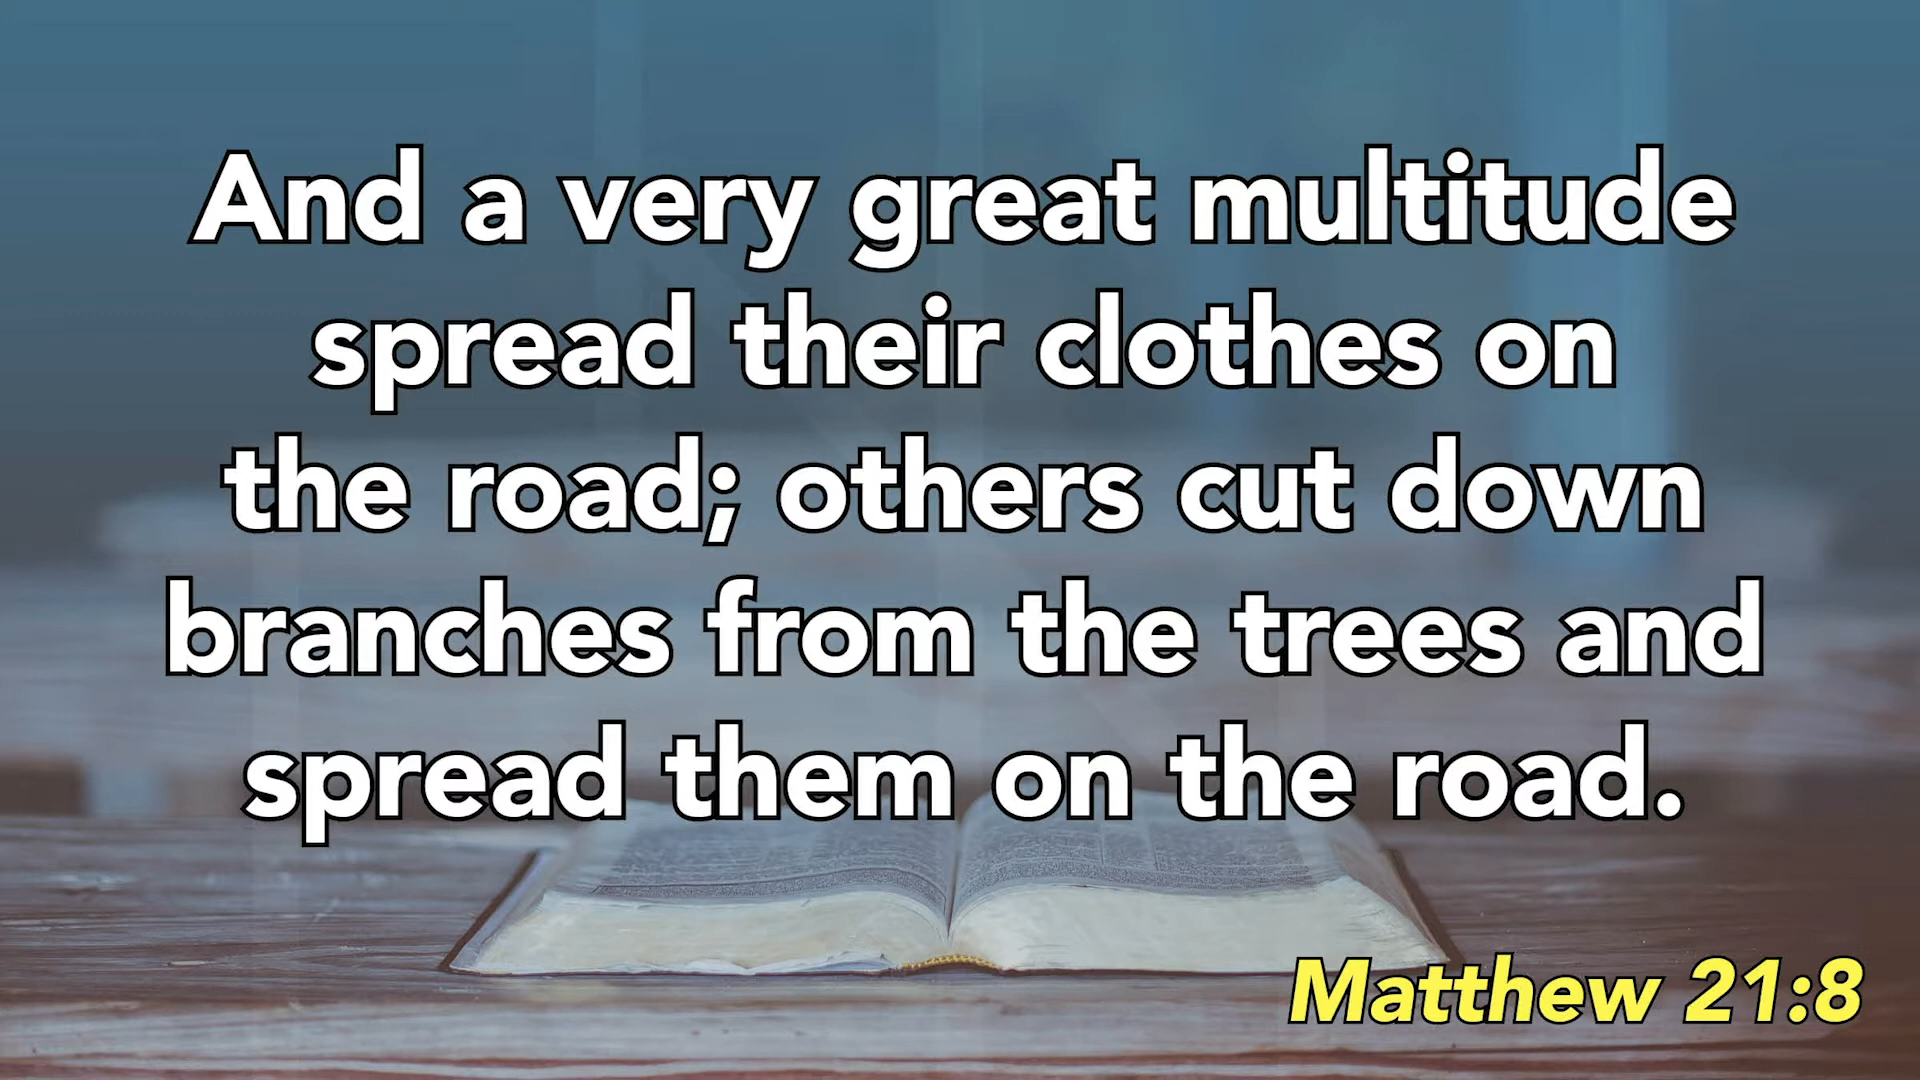 And a very great multitude
spread their clothes on
the road; others cut down
branches from the trees and
spread them on the road.
Matthew 21:8